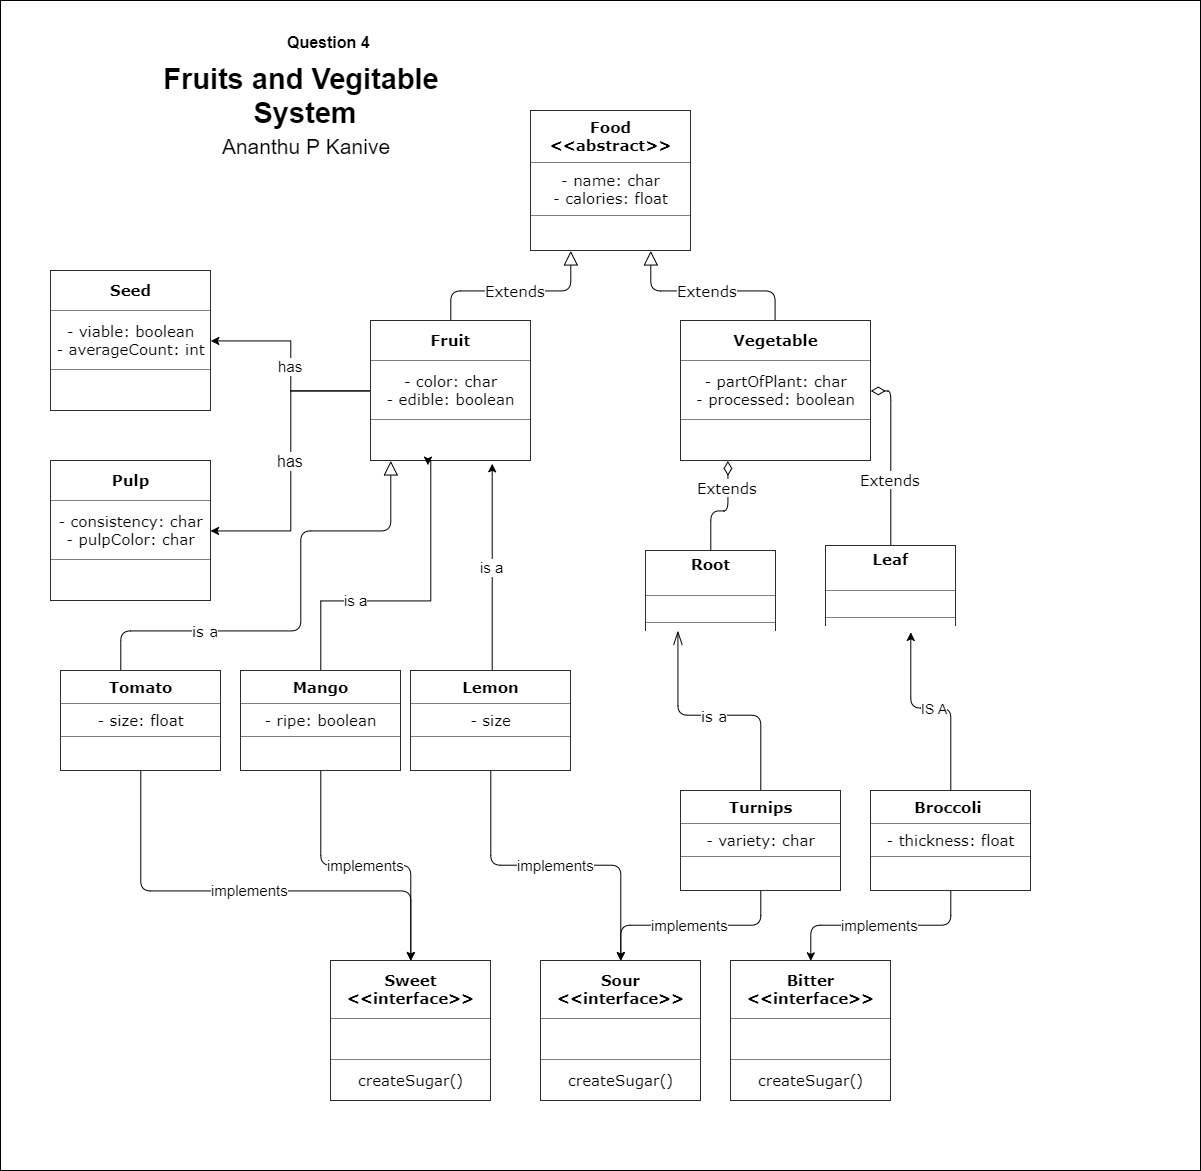 Question 4
Fruits and Vegitable
System
Ananthu P Kanive
Food
<<abstract>>
- name: char
- calories: float
Extends
Extends
Seed
- viable: boolean
- averageCount: int
has
Fruit
- color: char
- edible: boolean
Vegetable
- partOfPlant: char
- processed: boolean
has
Pulp
- consistency: char
- pulpColor: char
Extends
Extends
is a
Root
Leaf
is a
is a
Tomato
- size: float
Mango
- ripe: boolean
Lemon
- size
is a
IS A
Turnips
- variety: char
Broccoli
- thickness: float
implements
implements
implements
implements
implements
Sweet
<<interface>>
createSugar()
Sour
<<interface>>
createSugar()
Bitter
<<interface>>
createSugar()